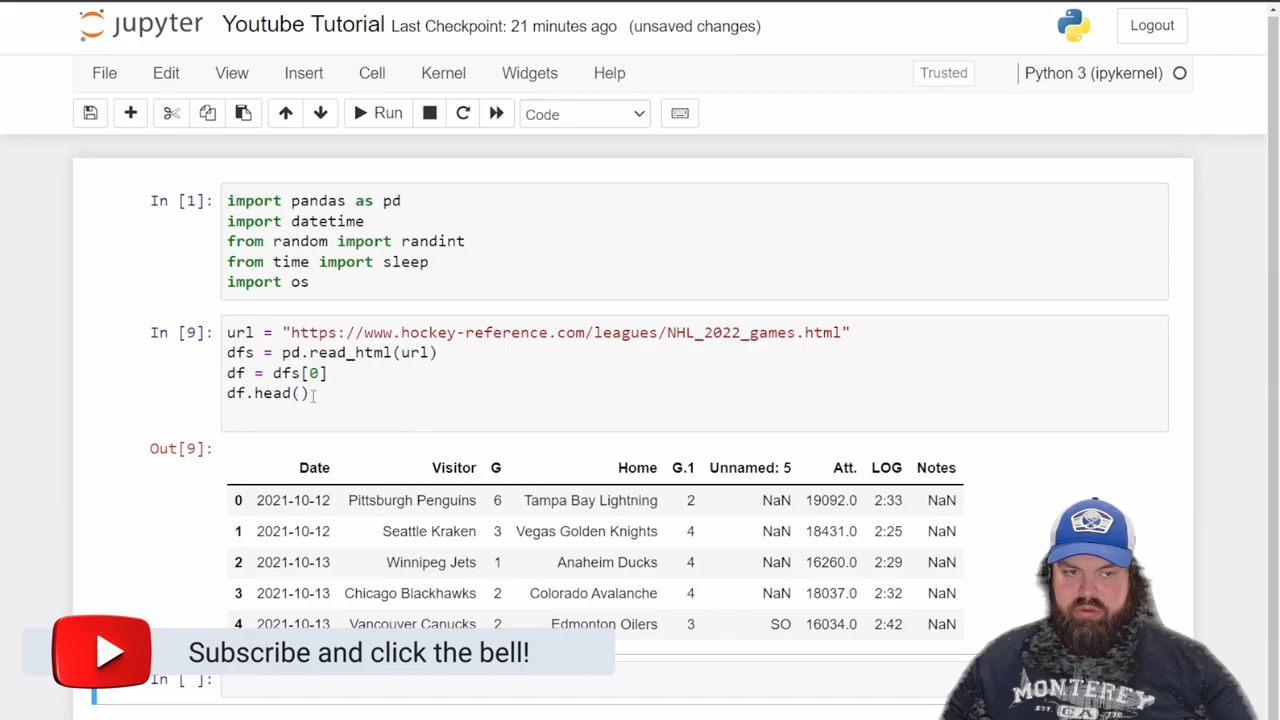 jupyter Youtube Tutorial Last Checkpoint: 21 minutes ago (unsaved changes) Logout
File Edit View Insert Cell Kernel Widgets Help Trusted Python 3 (ipykernel)
Run Code
In [1]: import pandas as pd
import datetime
from random import randint
from time import sleep
import os
In [9]: url = "https://www.hockey-reference.com/leagues/NHL_2022_games.html"
dfs = pd.read_html(url)
df = dfs[0]
df.head()
Out[9]:
Date Visitor G Home G.1 Unnamed: 5 Att. LOG Notes
0 2021-10-12 Pittsburgh Penguins 6 Tampa Bay Lightning 2 NaN 19092.0 2:33 NaN
1 2021-10-12 Seattle Kraken 3 Vegas Golden Knights 4 NaN 18431.0 2:25 NaN
2 2021-10-13 Winnipeg Jets 1 Anaheim Ducks 4 NaN 16260.0 2:29 NaN
3 2021-10-13 Chicago Blackhawks 2 Colorado Avalanche 4 NaN 18037.0 2:32 NaN
4 2021-10-13 Vancouver Canucks 2 Edmonton Oilers 3 SO 16034.0 2:42 NaN
Subscribe and click the bell!
In [ ]:
MONTEREY